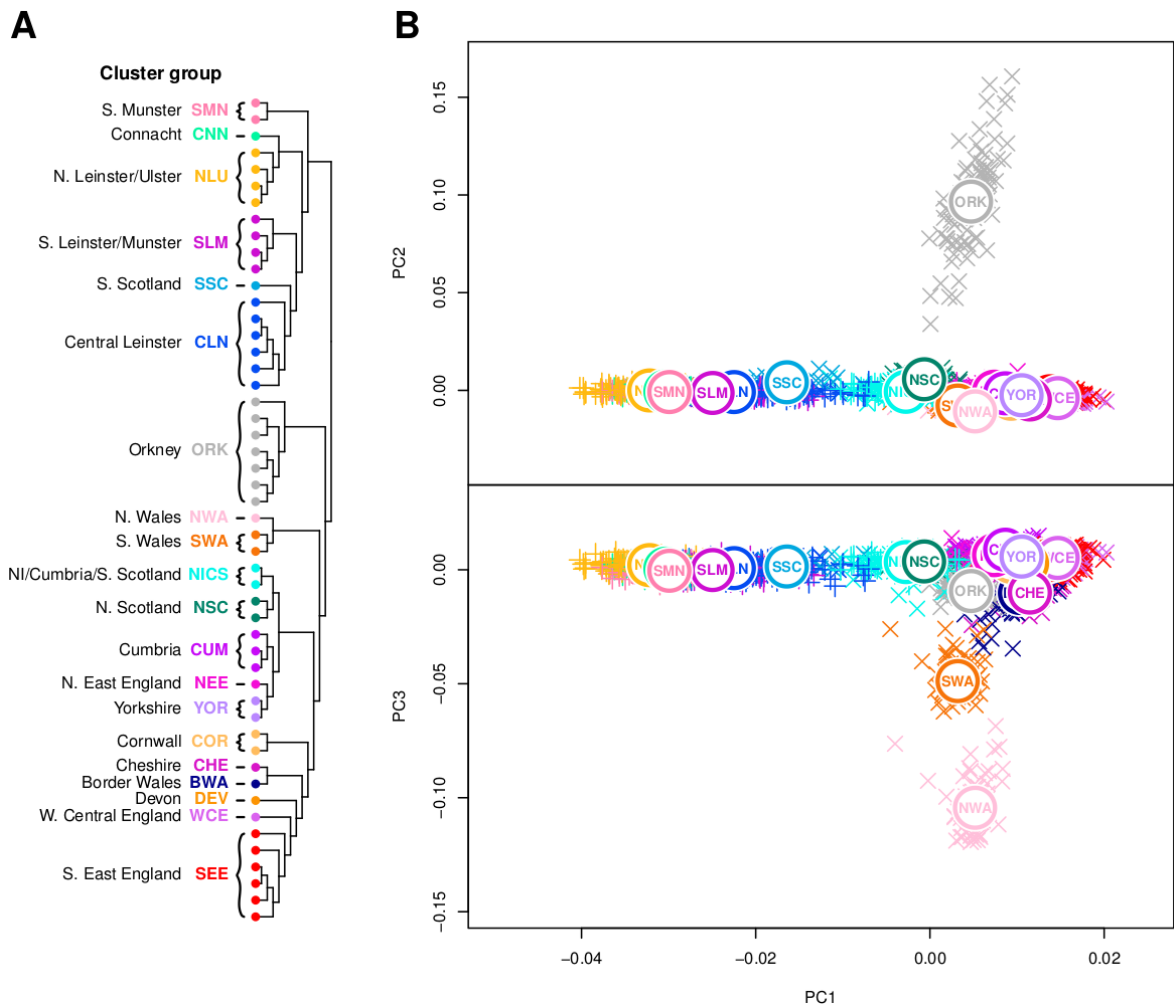 A
Cluster group
S. Munster SMN
Connacht CNN
N. Leinster/Ulster NLU
S. Leinster/Munster SLM
S. Scotland SSC
Central Leinster CLN
Orkney ORK
N. Wales NWA
S. Wales SWA
NI/Cumbria/S. Scotland NICS
N. Scotland NSC
Cumbria CUM
N. East England NEE
Yorkshire YOR
Cornwall COR
Cheshire CHE
Border Wales BWA
Devon DEV
W. Central England WCE
S. East England SEE
B
PC2
0.15
0.10
0.05
0.00
ORK
SMN
SLM
SSC
NSC
NWA
YOR
PC3
0.00
−0.05
−0.10
−0.15
SMN
SLM
SSC
NSC
YOR
ORK
CHE
SWA
NWA
−0.04
−0.02
0.00
0.02
PC1